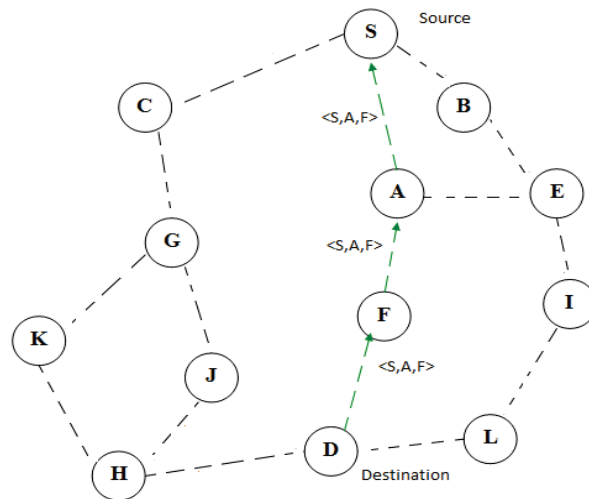 S
Source
C
B
<S,A,F>
A
E
G
<S,A,F>
I
F
K
J
<S,A,F>
L
D
H
Destination